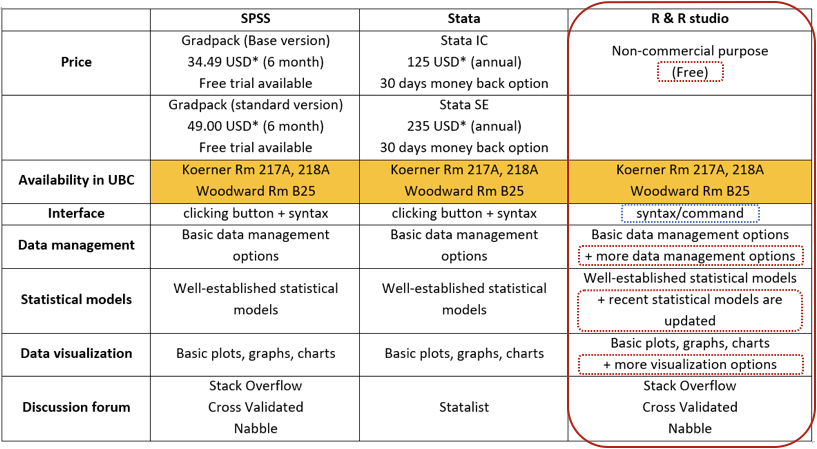 SPSS Stata R & R studio
Price
Gradpack (Base version)
34.49 USD* (6 month)
Free trial available
Stata IC
125 USD* (annual)
30 days money back option
Non-commercial purpose
(Free)
Gradpack (standard version)
49.00 USD* (6 month)
Free trial available
Stata SE
235 USD* (annual)
30 days money back option
Availability in UBC
Koerner Rm 217A, 218A
Woodward Rm B25
Koerner Rm 217A, 218A
Woodward Rm B25
Koerner Rm 217A, 218A
Woodward Rm B25
Interface
clicking button + syntax
clicking button + syntax
syntax/command
Data management
Basic data management
options
Basic data management
options
Basic data management options
+ more data management options
Statistical models
Well-established statistical
models
Well-established statistical
models
Well-established statistical models
+ recent statistical models are
updated
Data visualization
Basic plots, graphs, charts
Basic plots, graphs, charts
Basic plots, graphs, charts
+ more visualization options
Discussion forum
Stack Overflow
Cross Validated
Nabble
Statalist
Stack Overflow
Cross Validated
Nabble